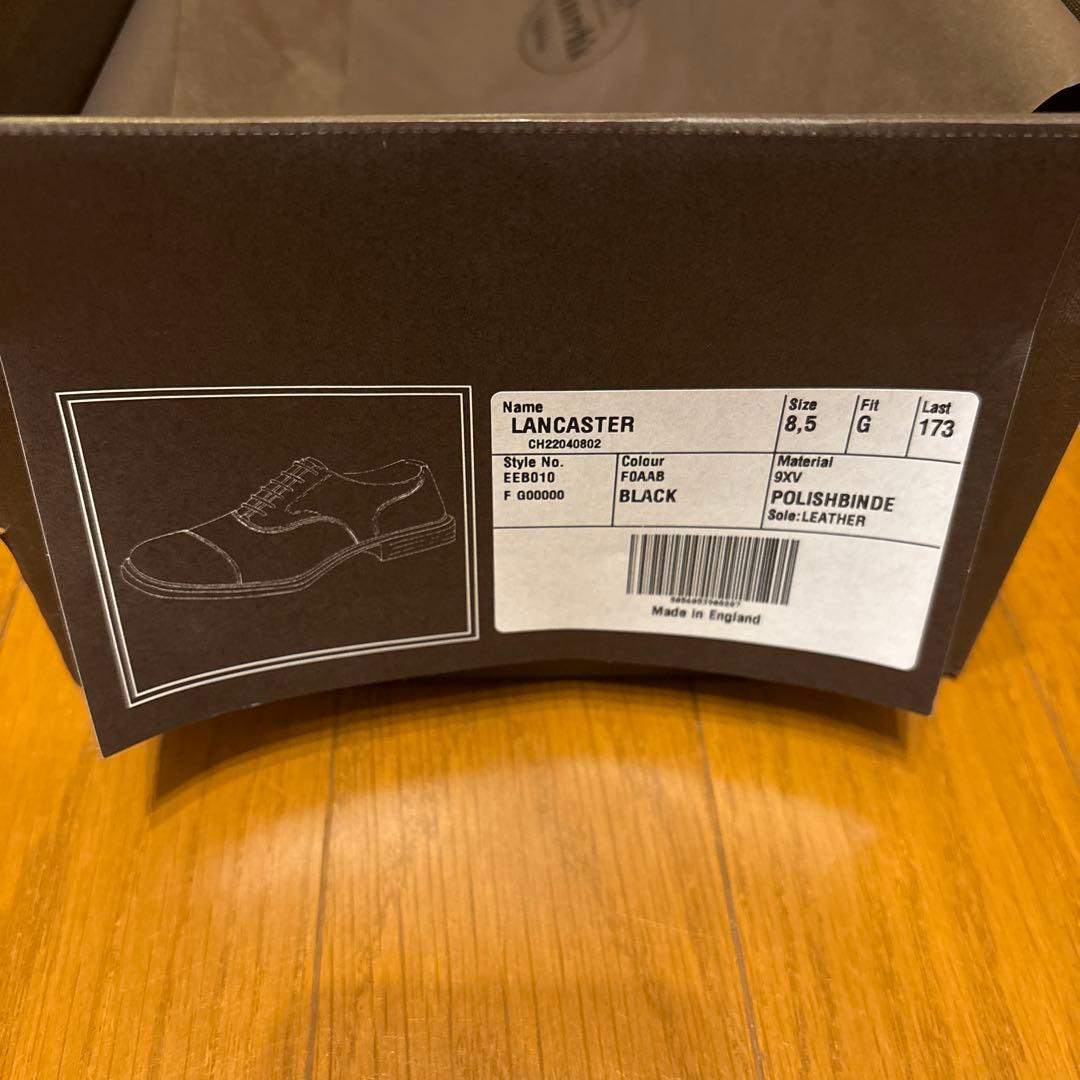 Name
LANCASTER
CH22040802
Size
8,5
Fit
G
Last
173
Style No.
EEB010
F G00000
Colour
F0AAB
BLACK
Material
9XV
POLISHBINDE
Sole:LEATHER
Made in England